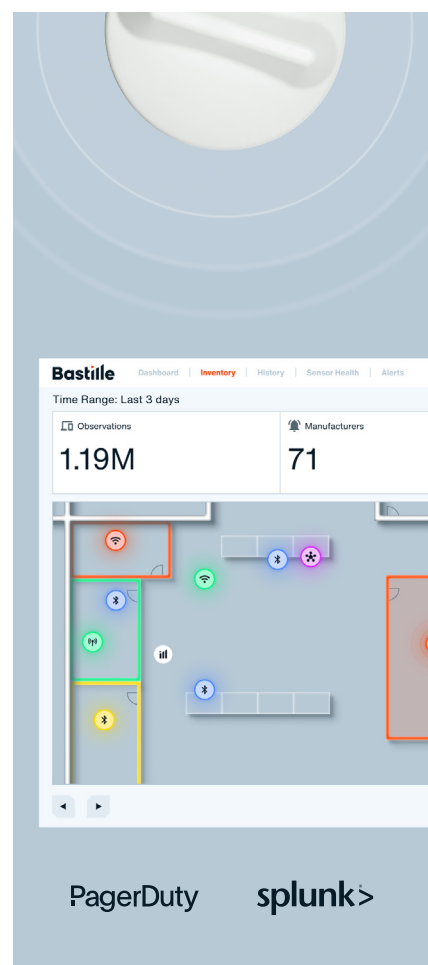 Bastille Dashboard Inventory History Sensor Health Alerts
Time Range: Last 3 days
Observations Manufacturers
1.19M 71
PagerDuty splunk>